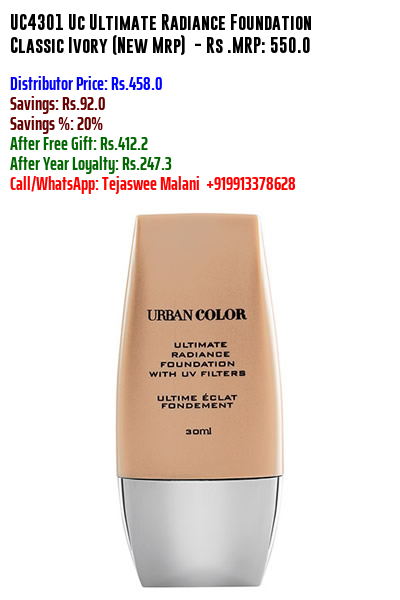 UC4301 Uc Ultimate Radiance Foundation
Classic Ivory (New Mrp) - Rs .MRP: 550.0
Distributor Price: Rs.458.0
Savings: Rs.92.0
Savings %: 20%
After Free Gift: Rs.412.2
After Year Loyalty: Rs.247.3
Call/WhatsApp: Tejaswee Malani +919913378628
URBAN COLOR
ULTIMATE
RADIANCE
FOUNDATION
WITH UV FILTERS
ULTIME ÉCLAT
FONDEMENT
30ml